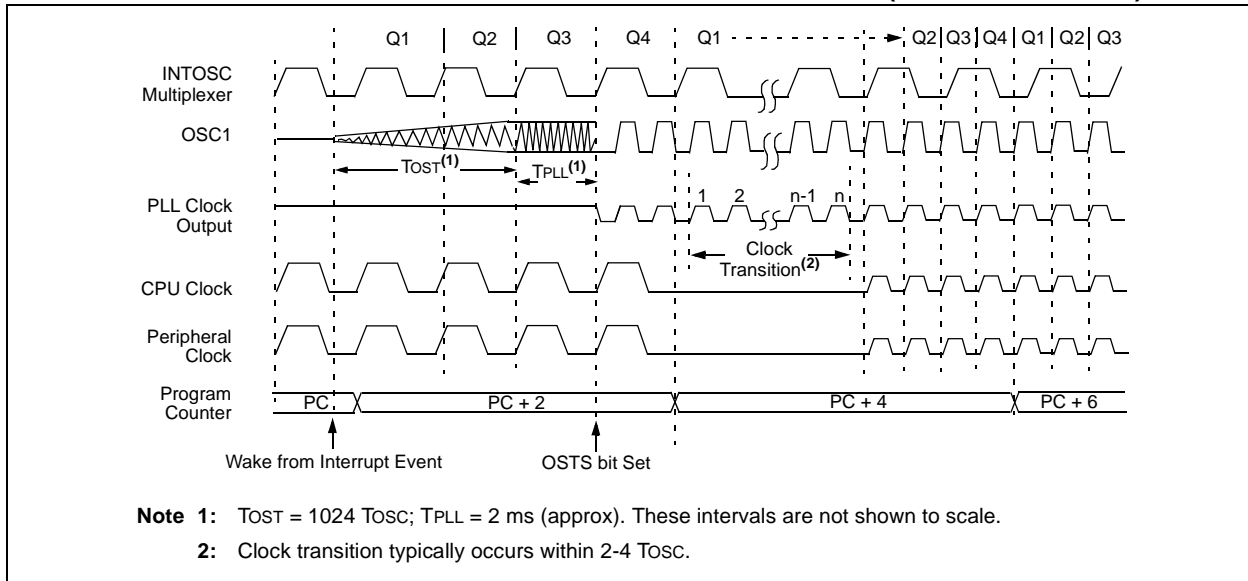 Q1 Q2 Q3 Q4 Q1 Q2 Q3 Q4 Q1 Q2 Q3
INTOSC
Multiplexer
OSC1
TOST(1) TPLL(1)
1 2 n-1 n
PLL Clock
Output
Clock
Transition(2)
CPU Clock
Peripheral
Clock
Program
Counter
PC PC + 2 PC + 4 PC + 6
Wake from Interrupt Event OSTS bit Set
Note 1: TOST = 1024 TOSC; TPLL = 2 ms (approx). These intervals are not shown to scale.
2: Clock transition typically occurs within 2-4 TOSC.